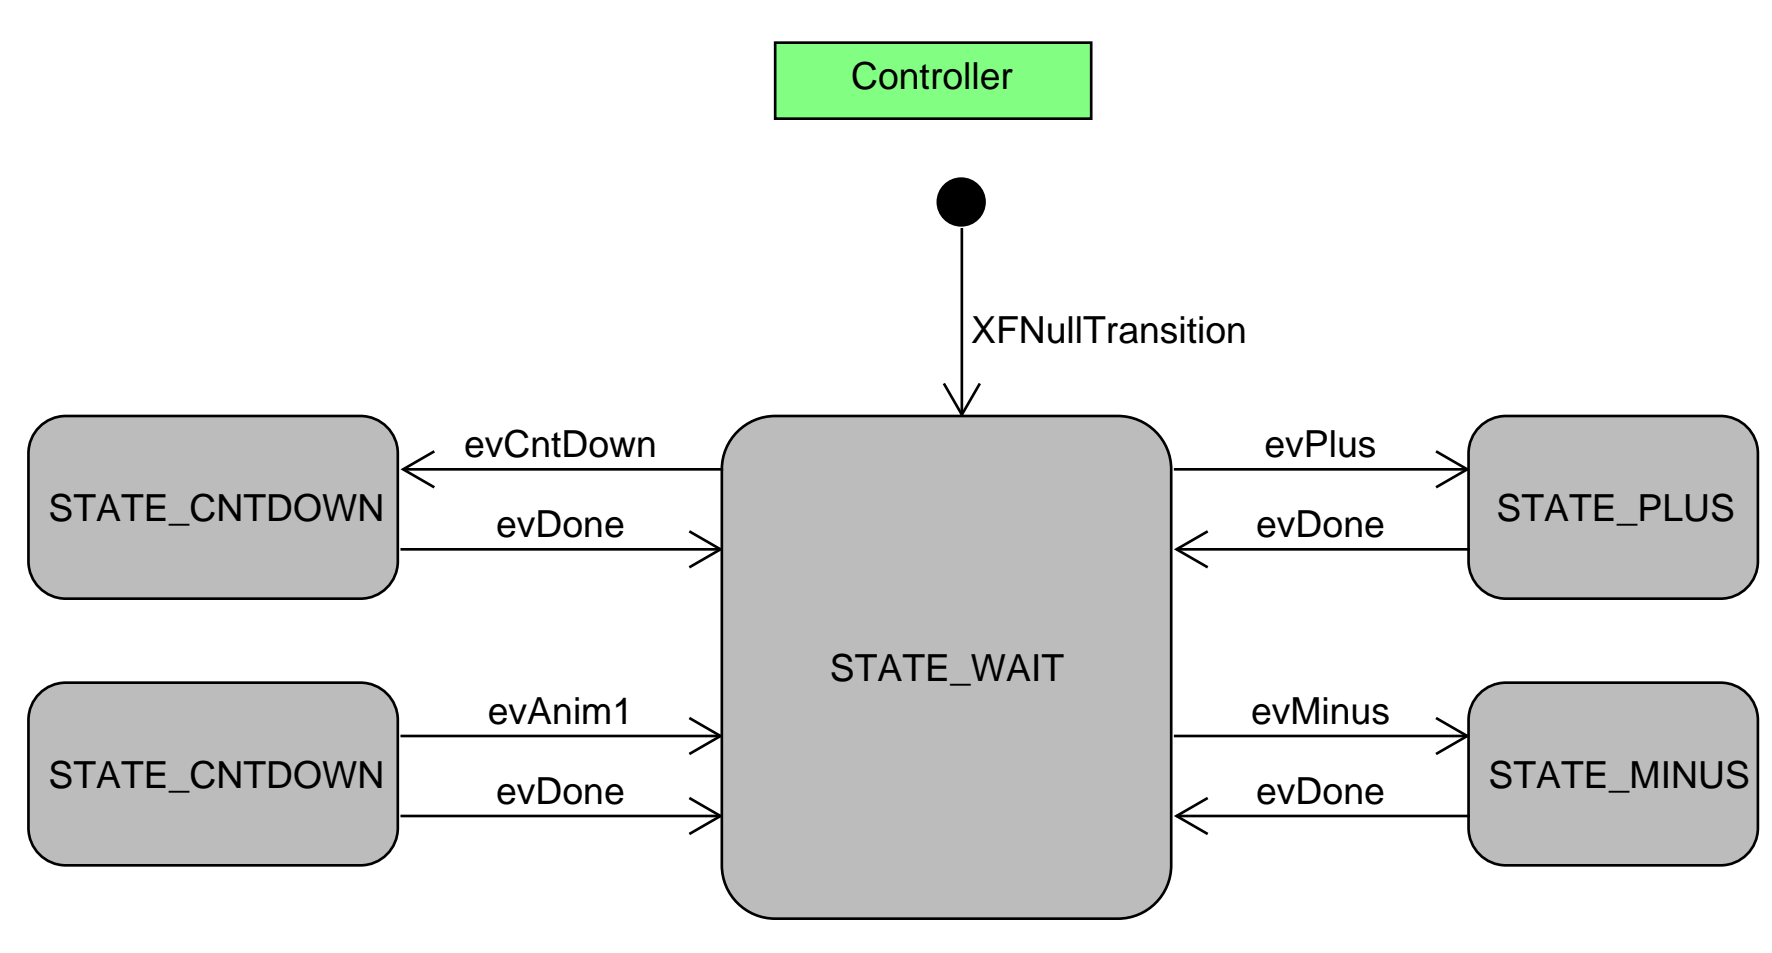 Controller
XFNullTransition
evCntDown
evPlus
STATE_CNTDOWN
STATE_PLUS
evDone
evDone
STATE_WAIT
evAnim1
evMinus
STATE_CNTDOWN
STATE_MINUS
evDone
evDone